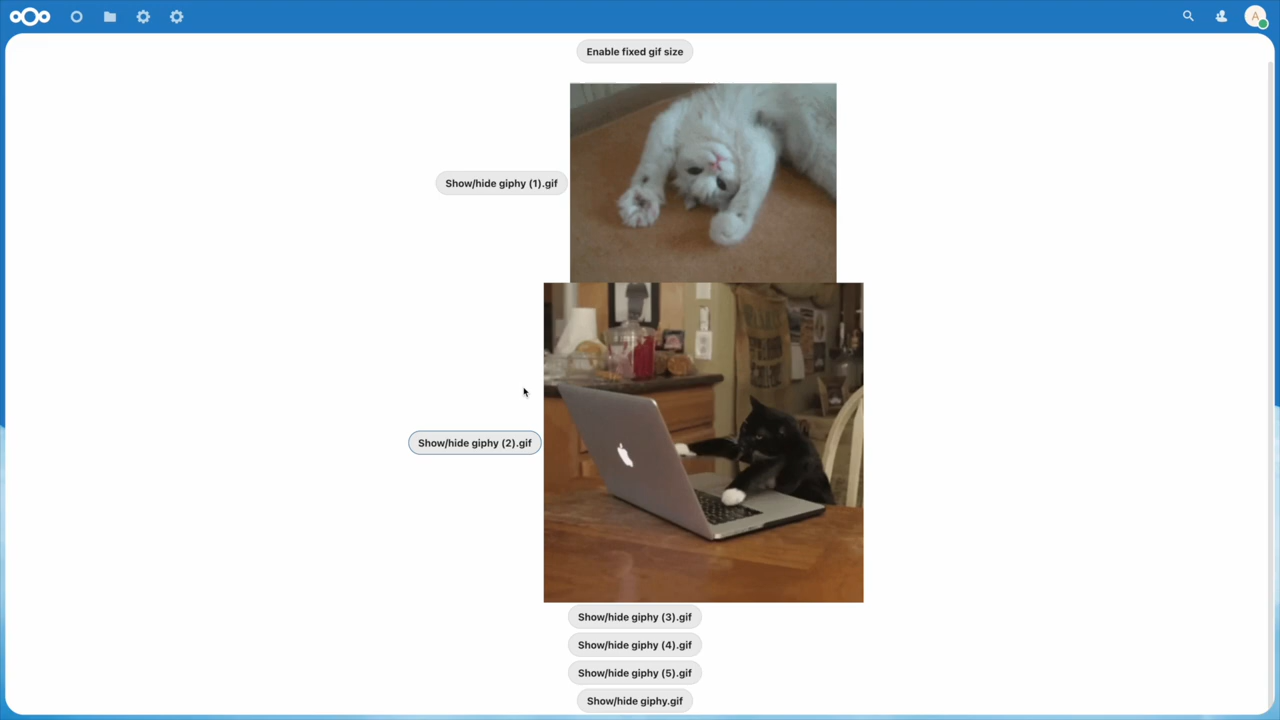 A
Enable fixed gif size
Show/hide giphy (1).gif
Show/hide giphy (2).gif
Show/hide giphy (3).gif
Show/hide giphy (4).gif
Show/hide giphy (5).gif
Show/hide giphy.gif